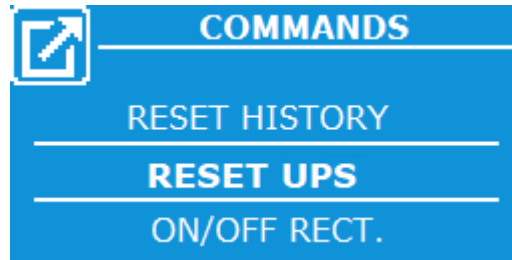 COMMANDS
RESET HISTORY
RESET UPS
ON/OFF RECT.